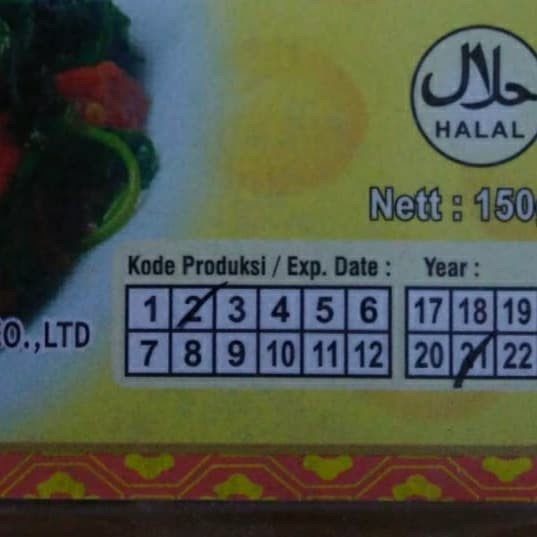 حلال
HALAL
Nett : 150
Kode Produksi / Exp. Date : Year :
1 2 3 4 5 6 17 18 19
7 8 9 10 11 12 20 21 22
O.,LTD